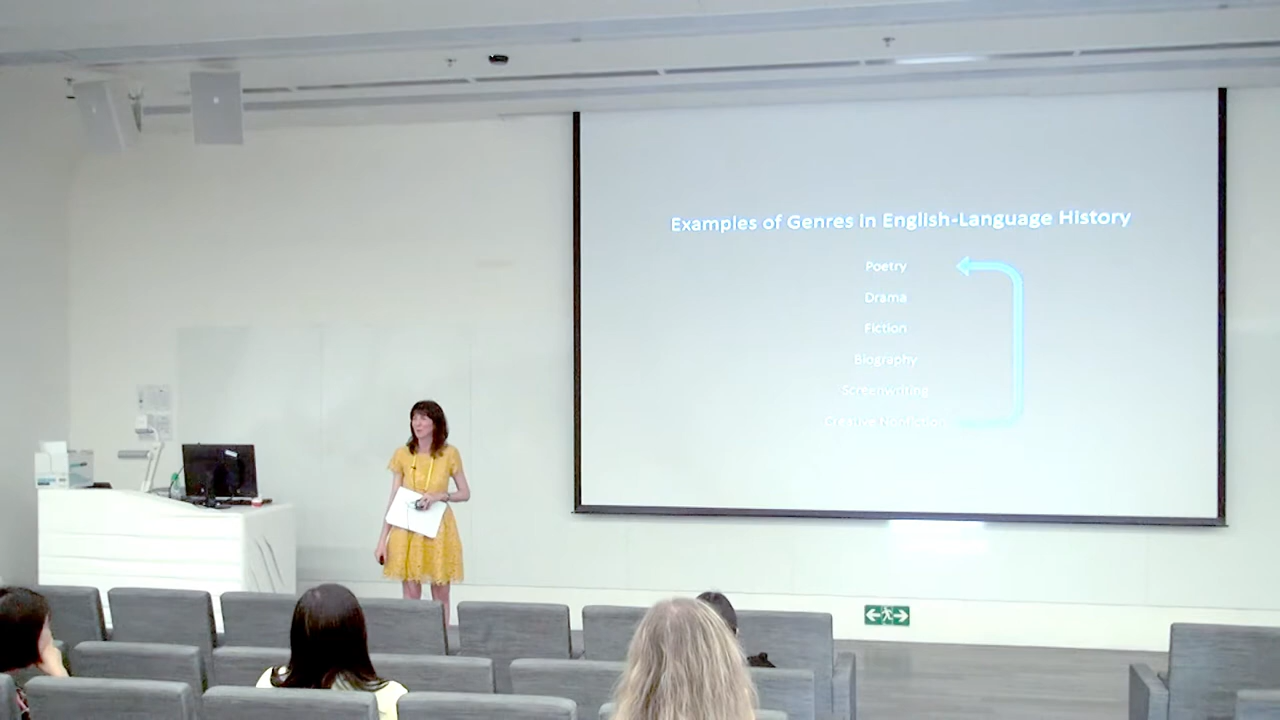 Examples of Genres in English-Language History
Poetry
Drama
Fiction
Biography
Screenwriting
Creative Nonfiction